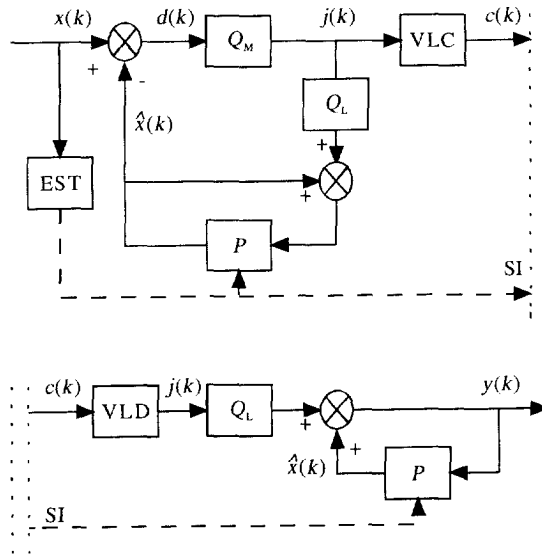 x(k) d(k) j(k) c(k)
Q_M VLC
+ -
x̂(k) Q_L
+
EST +
P
SI
c(k) j(k) y(k)
VLD Q_L
+ +
x̂(k) P
SI